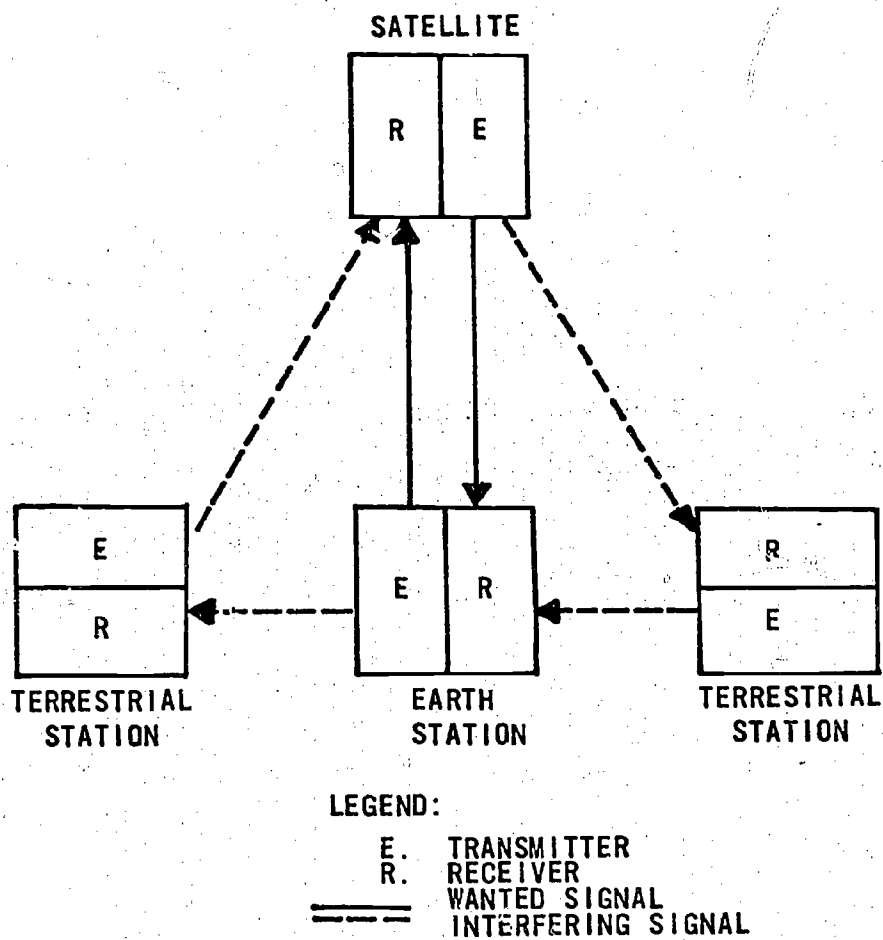 SATELLITE
R E
E R
R E
E R
TERRESTRIAL STATION
EARTH STATION
TERRESTRIAL STATION
LEGEND:
E. TRANSMITTER
R. RECEIVER
WANTED SIGNAL
INTERFERING SIGNAL